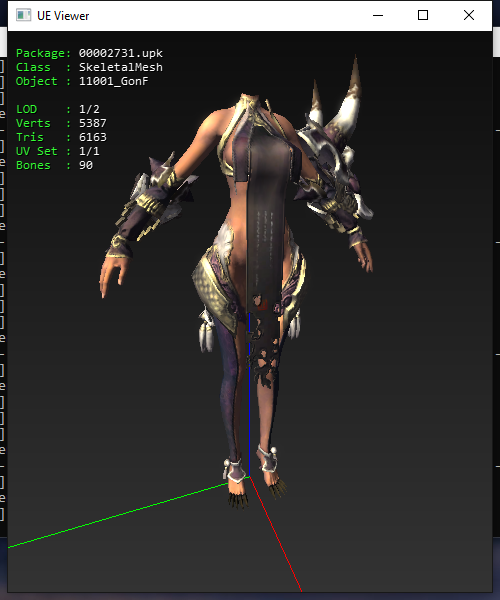 UE Viewer
Package: 00002731.upk
Class : SkeletalMesh
Object : 11001_GonF
LOD : 1/2
Verts : 5387
Tris : 6163
UV Set : 1/1
Bones : 90